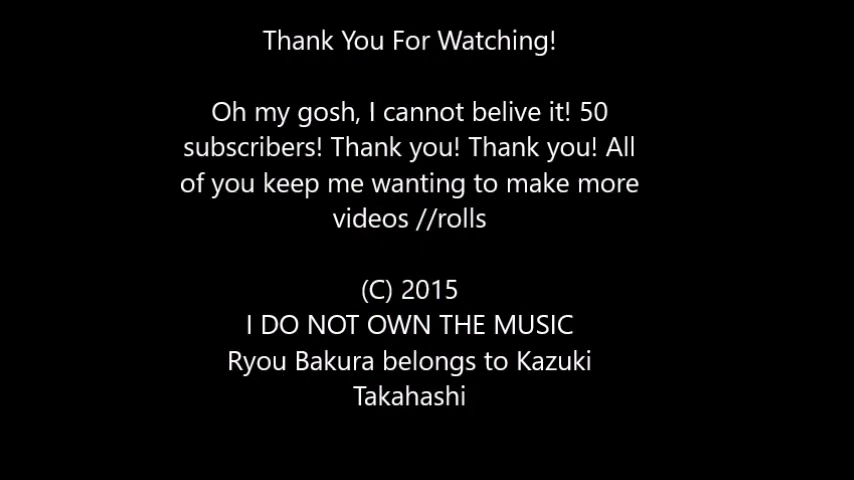 Thank You For Watching!
Oh my gosh, I cannot belive it! 50
subscribers! Thank you! Thank you! All
of you keep me wanting to make more
videos //rolls
(C) 2015
I DO NOT OWN THE MUSIC
Ryou Bakura belongs to Kazuki
Takahashi